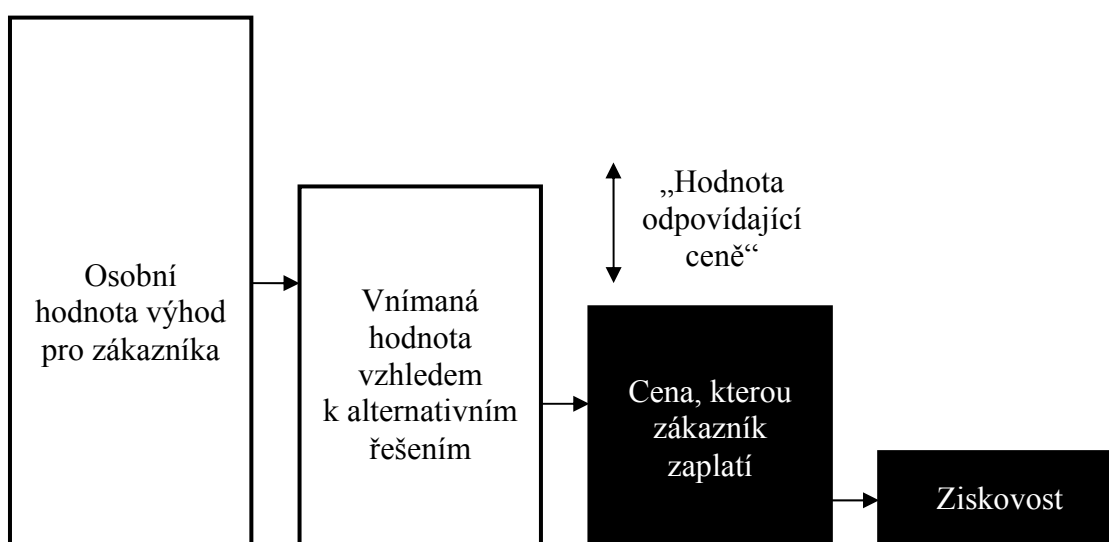 Osobní
hodnota výhod
pro zákazníka
Vnímaná
hodnota
vzhledem
k alternativním
řešením
„Hodnota
odpovídající
ceně“
Cena, kterou
zákazník
zaplatí
Ziskovost